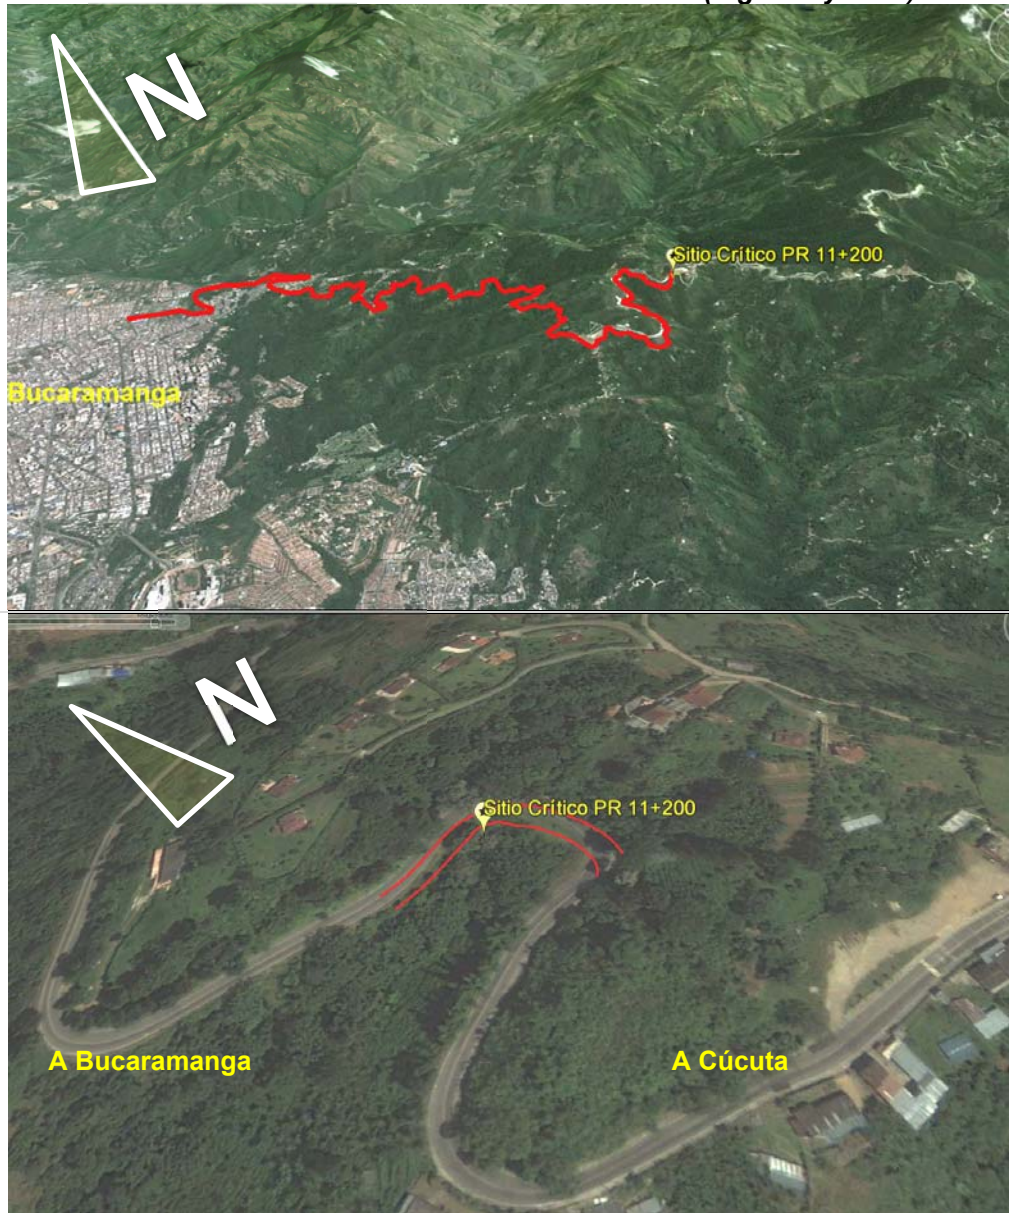 N
Sitio Crítico PR 11+200
Bucaramanga
N
Sitio Crítico PR 11+200
A Bucaramanga
A Cúcuta